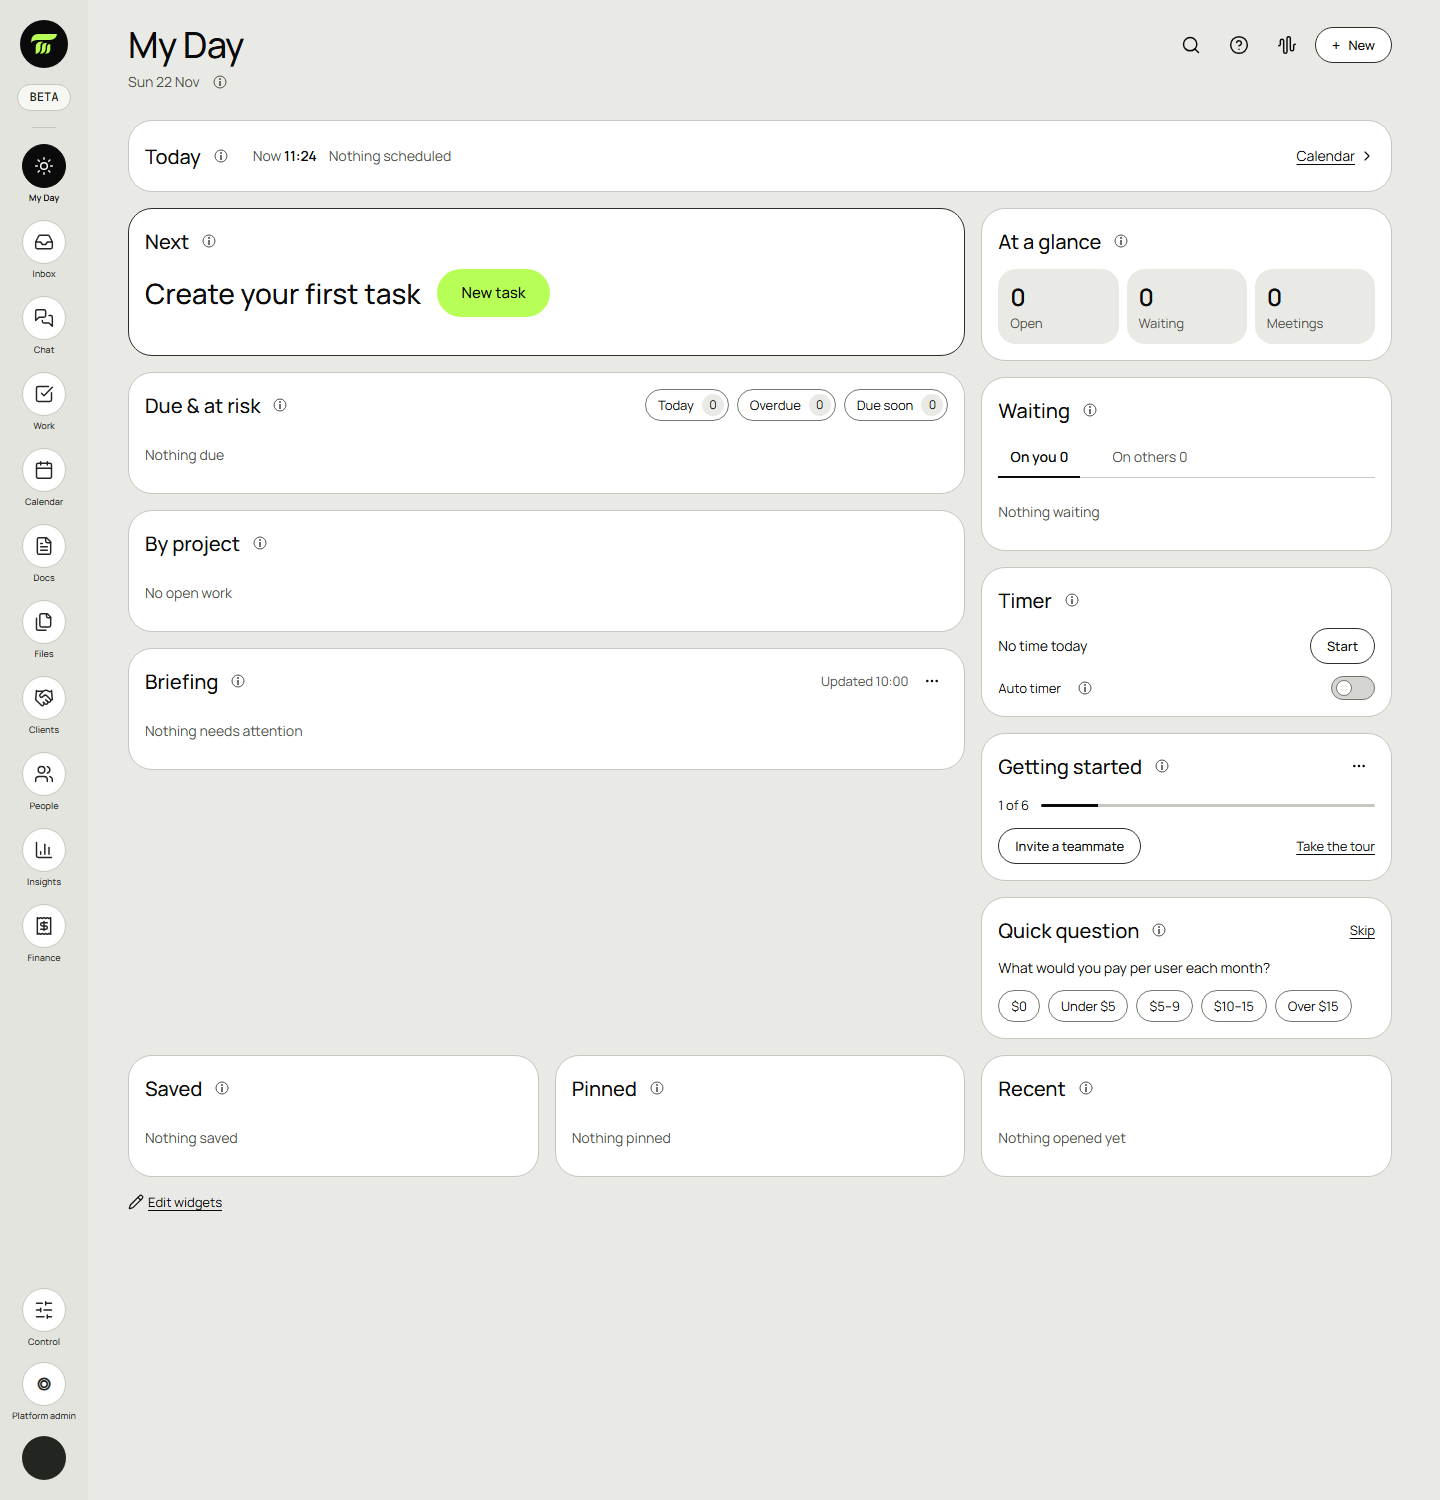 My Day
Sun 22 Nov
+ New
BETA
My Day
Inbox
Chat
Work
Calendar
Docs
Files
Clients
People
Insights
Finance
Control
Platform admin
Today Now 11:24 Nothing scheduled Calendar
Next
Create your first task New task
Due & at risk Today 0 Overdue 0 Due soon 0
Nothing due
By project
No open work
Briefing Updated 10:00
Nothing needs attention
At a glance
0 0 0
Open Waiting Meetings
Waiting
On you 0 On others 0
Nothing waiting
Timer
No time today Start
Auto timer
Getting started
1 of 6
Invite a teammate Take the tour
Quick question Skip
What would you pay per user each month?
$0 Under $5 $5–9 $10–15 Over $15
Saved
Nothing saved
Pinned
Nothing pinned
Recent
Nothing opened yet
Edit widgets